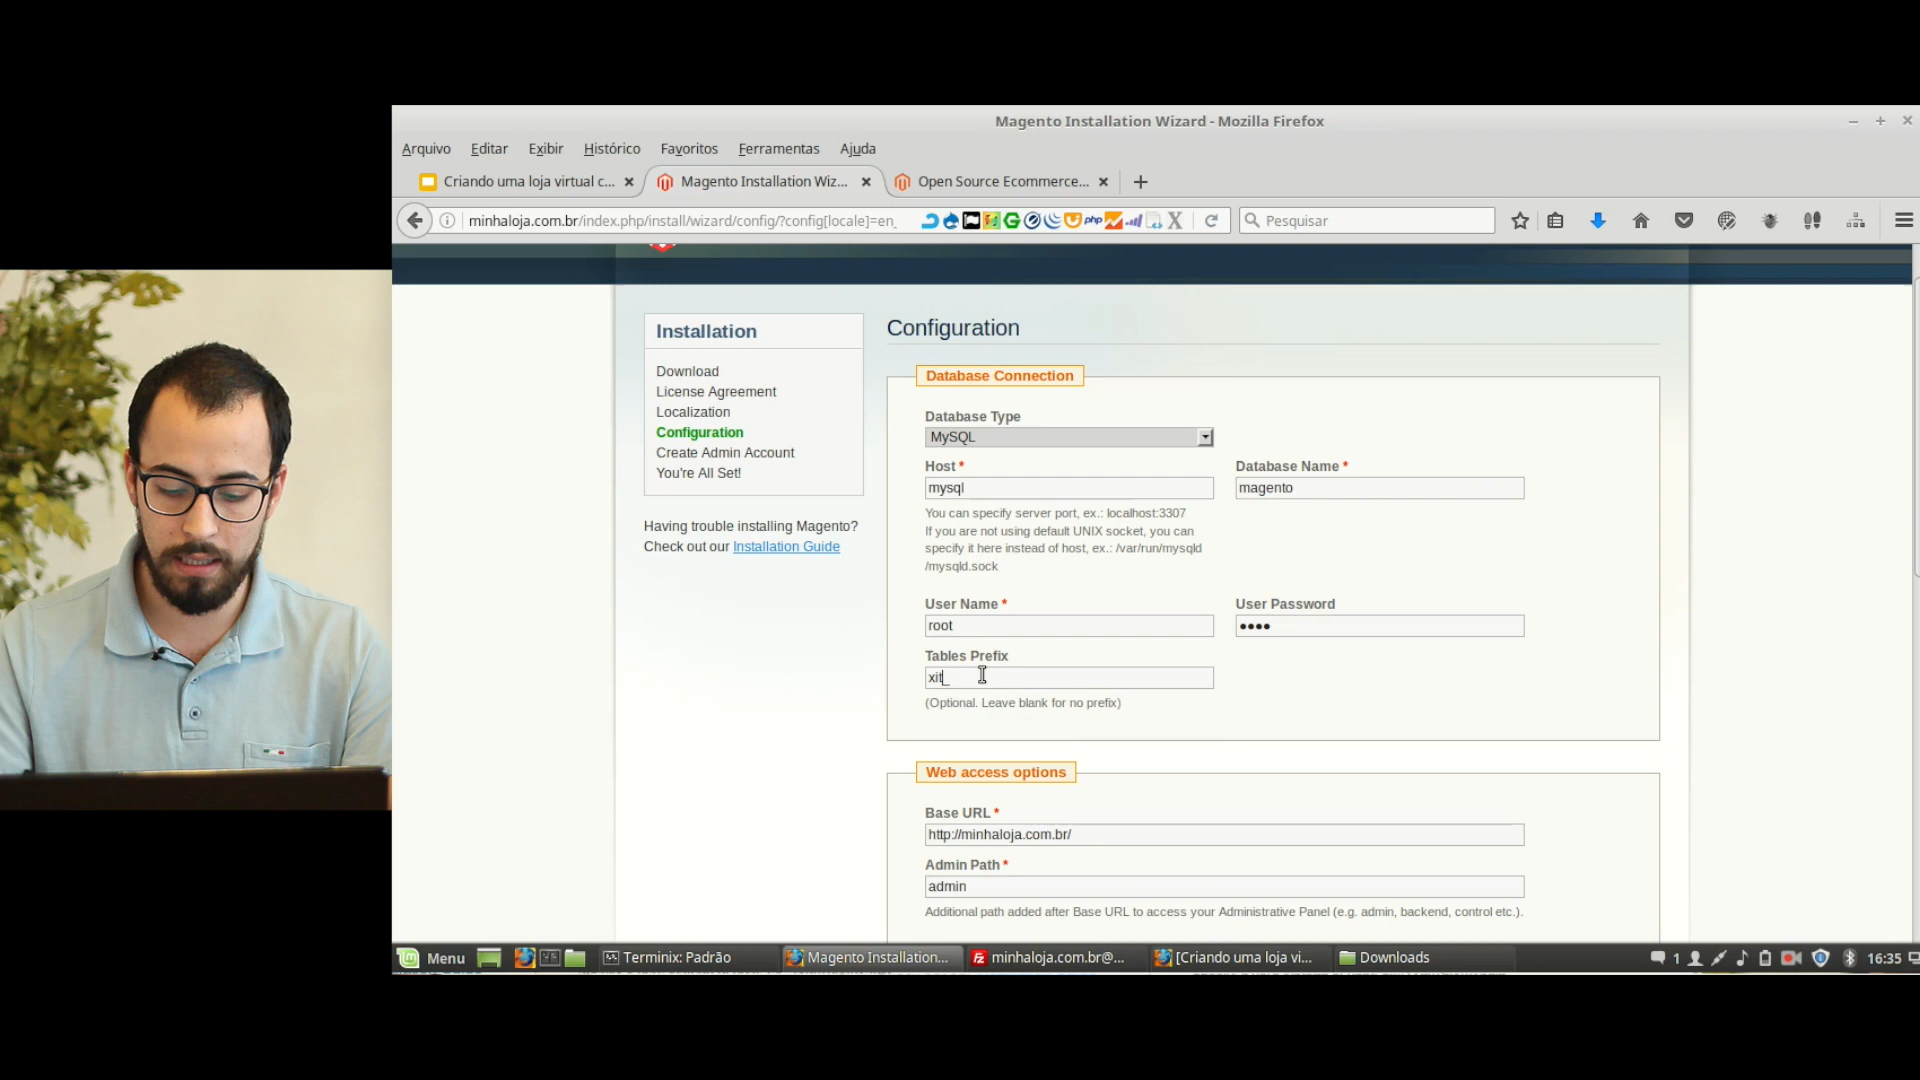 Magento Installation Wizard - Mozilla Firefox
Arquivo Editar Exibir Histórico Favoritos Ferramentas Ajuda
Criando uma loja virtual c...
Magento Installation Wiz...
Open Source Ecommerce...
minhaloja.com.br/index.php/install/wizard/config/?config[locale]=en_
php
Pesquisar
Installation
Download
License Agreement
Localization
Configuration
Create Admin Account
You're All Set!
Having trouble installing Magento?
Check out our Installation Guide
Configuration
Database Connection
Database Type
MySQL
Host *
Database Name *
mysql
magento
You can specify server port, ex.: localhost:3307
If you are not using default UNIX socket, you can
specify it here instead of host, ex.: /var/run/mysqld
/mysqld.sock
User Name *
User Password
root
••••
Tables Prefix
xit_
(Optional. Leave blank for no prefix)
Web access options
Base URL *
http://minhaloja.com.br/
Admin Path *
admin
Additional path added after Base URL to access your Administrative Panel (e.g. admin, backend, control etc.).
Menu
Terminix: Padrão
Magento Installation...
minhaloja.com.br@...
[Criando uma loja vi...
Downloads
1
16:35